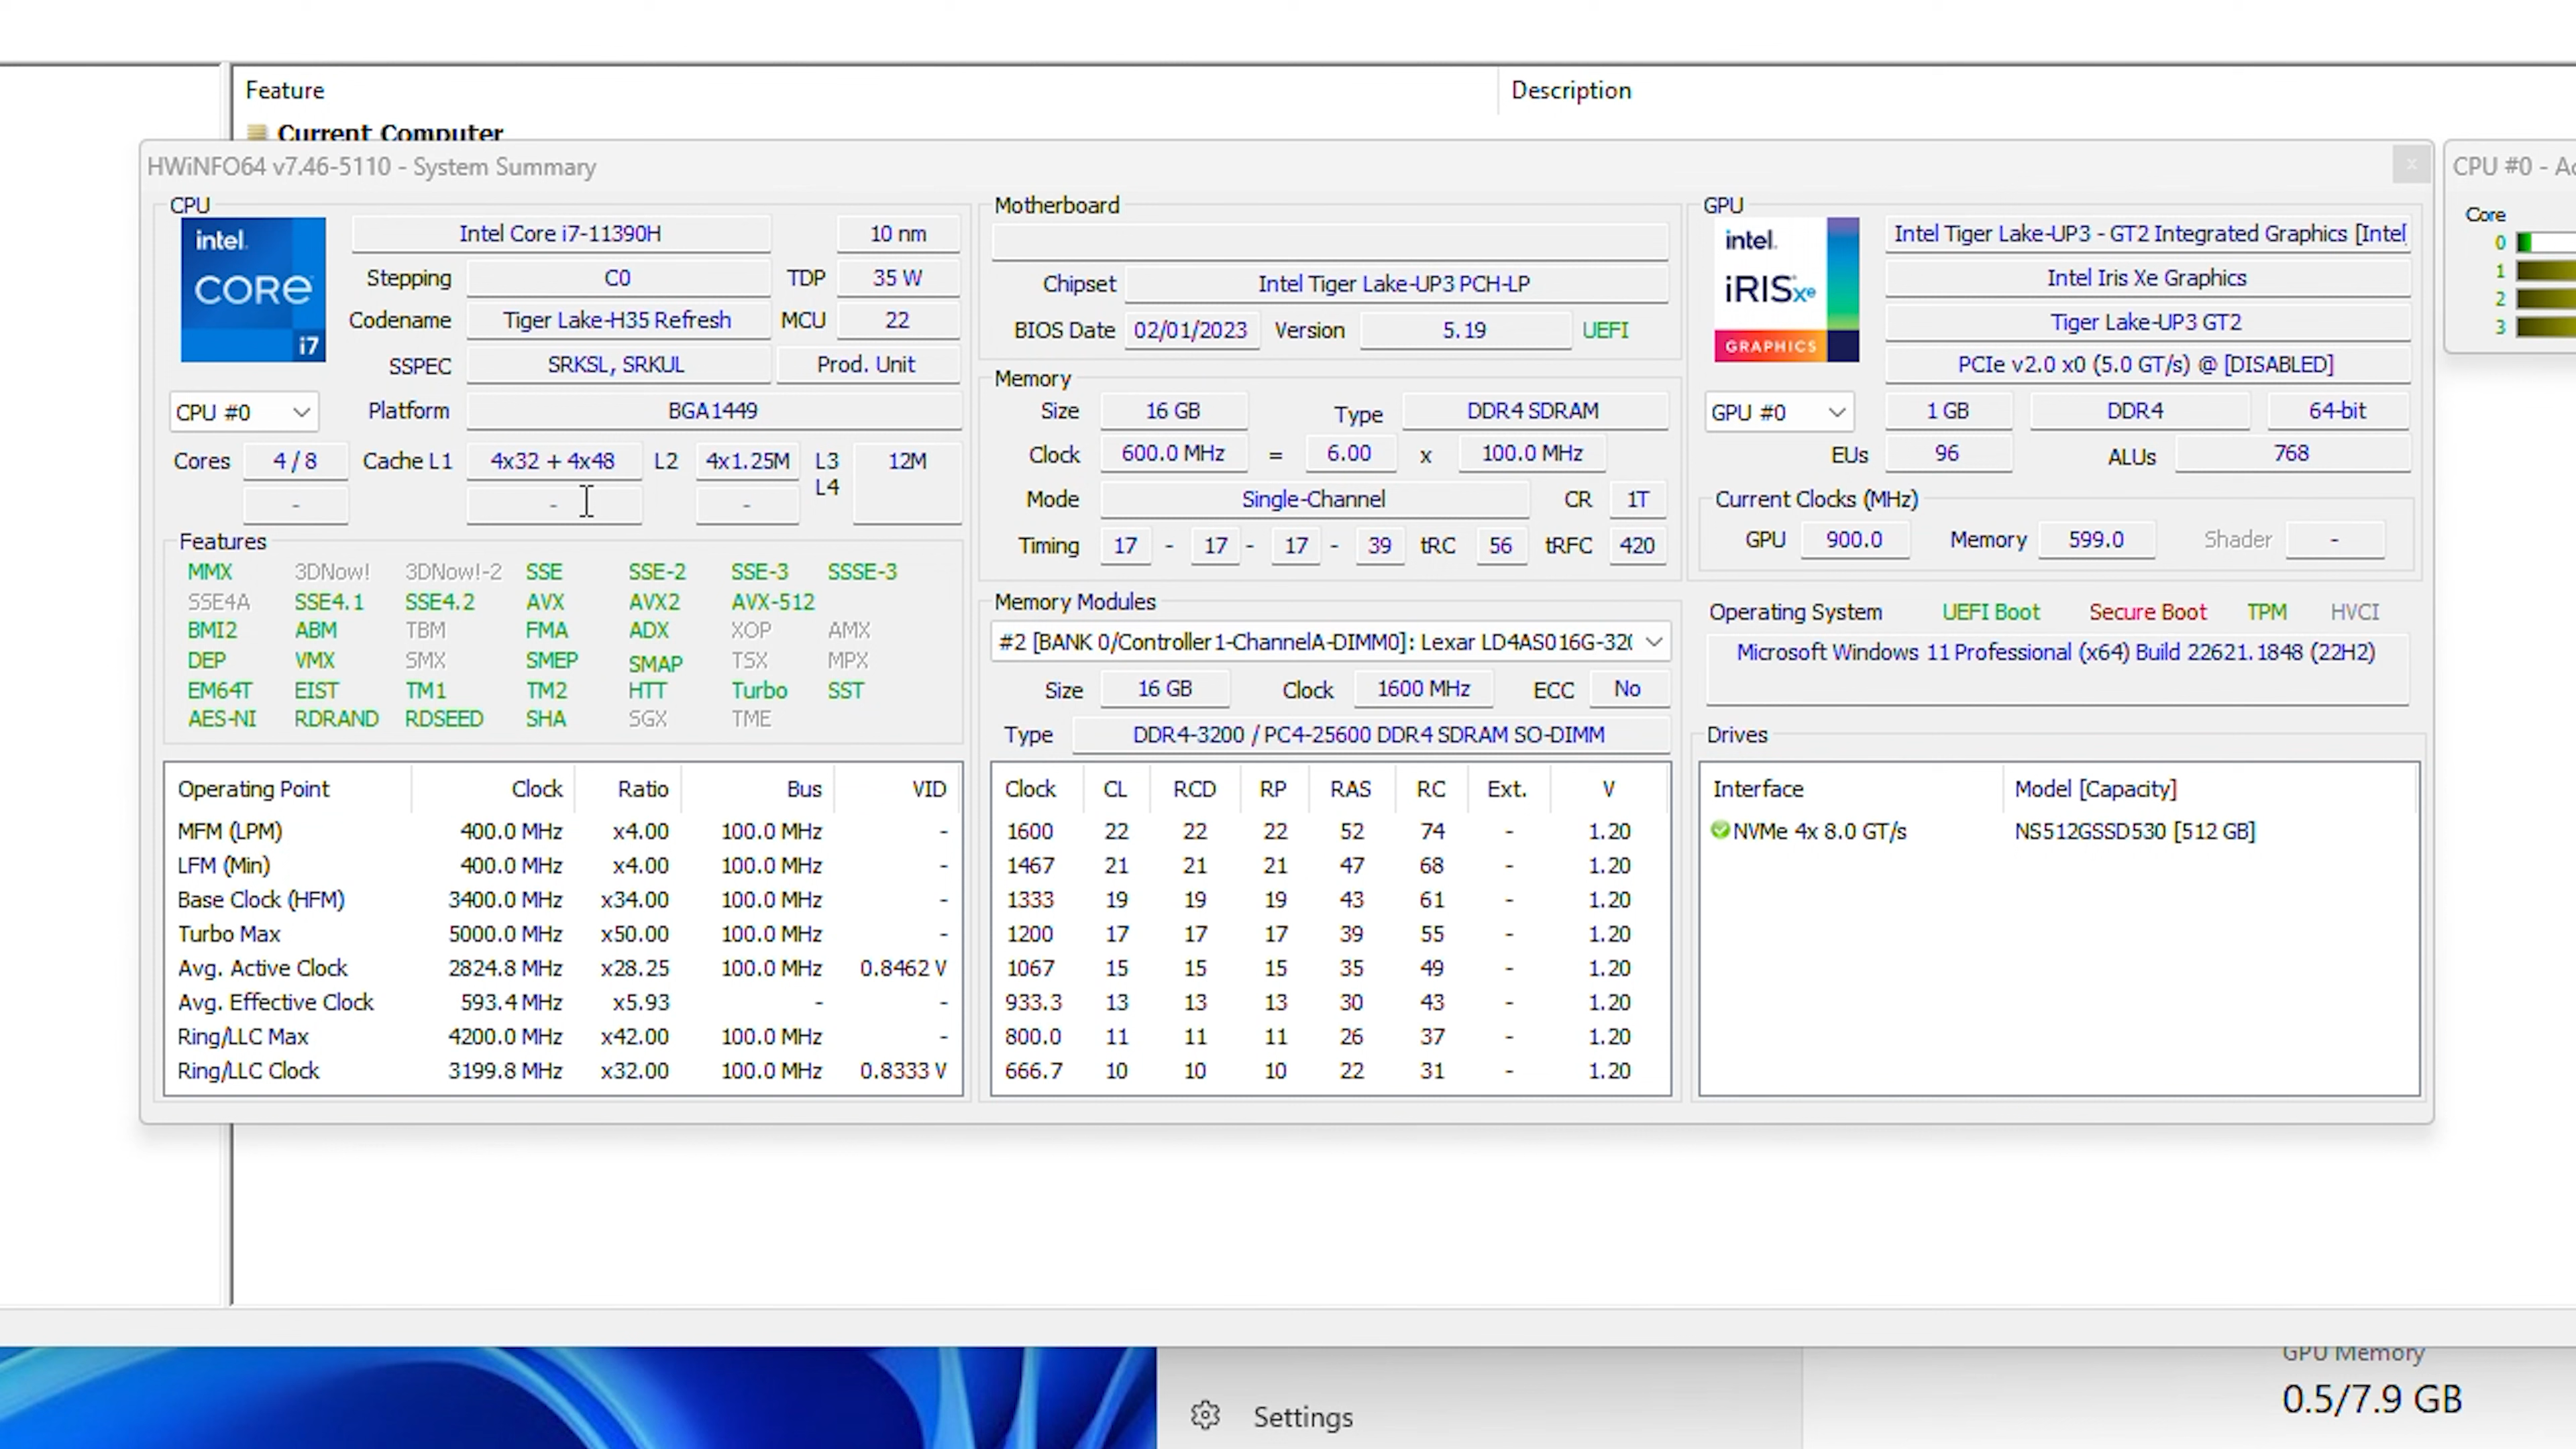 Feature Description
Current Computer
HWiNFO64 v7.46-5110 - System Summary
CPU
intel. CORE i7
Intel Core i7-11390H 10 nm
Stepping C0 TDP 35 W
Codename Tiger Lake-H35 Refresh MCU 22
SSPEC SRKSL, SRKUL Prod. Unit
CPU #0 Platform BGA1449
Cores 4 / 8 Cache L1 4x32 + 4x48 L2 4x1.25M L3 12M
L4
- - -
Features
MMX 3DNow! 3DNow!-2 SSE SSE-2 SSE-3 SSSE-3
SSE4A SSE4.1 SSE4.2 AVX AVX2 AVX-512
BMI2 ABM TBM FMA ADX XOP AMX
DEP VMX SMX SMEP SMAP TSX MPX
EM64T EIST TM1 TM2 HTT Turbo SST
AES-NI RDRAND RDSEED SHA SGX TME
Operating Point Clock Ratio Bus VID
MFM (LPM) 400.0 MHz x4.00 100.0 MHz -
LFM (Min) 400.0 MHz x4.00 100.0 MHz -
Base Clock (HFM) 3400.0 MHz x34.00 100.0 MHz -
Turbo Max 5000.0 MHz x50.00 100.0 MHz -
Avg. Active Clock 2824.8 MHz x28.25 100.0 MHz 0.8462 V
Avg. Effective Clock 593.4 MHz x5.93 - -
Ring/LLC Max 4200.0 MHz x42.00 100.0 MHz -
Ring/LLC Clock 3199.8 MHz x32.00 100.0 MHz 0.8333 V
Motherboard
Chipset Intel Tiger Lake-UP3 PCH-LP
BIOS Date 02/01/2023 Version 5.19 UEFI
Memory
Size 16 GB Type DDR4 SDRAM
Clock 600.0 MHz = 6.00 x 100.0 MHz
Mode Single-Channel CR 1T
Timing 17 - 17 - 17 - 39 tRC 56 tRFC 420
Memory Modules
#2 [BANK 0/Controller1-ChannelA-DIMM0]: Lexar LD4AS016G-320
Size 16 GB Clock 1600 MHz ECC No
Type DDR4-3200 / PC4-25600 DDR4 SDRAM SO-DIMM
Clock CL RCD RP RAS RC Ext. V
1600 22 22 22 52 74 - 1.20
1467 21 21 21 47 68 - 1.20
1333 19 19 19 43 61 - 1.20
1200 17 17 17 39 55 - 1.20
1067 15 15 15 35 49 - 1.20
933.3 13 13 13 30 43 - 1.20
800.0 11 11 11 26 37 - 1.20
666.7 10 10 10 22 31 - 1.20
GPU
intel. iRISxe GRAPHICS
Intel Tiger Lake-UP3 - GT2 Integrated Graphics [Intel
Intel Iris Xe Graphics
Tiger Lake-UP3 GT2
PCIe v2.0 x0 (5.0 GT/s) @ [DISABLED]
GPU #0 1 GB DDR4 64-bit
EUs 96 ALUs 768
Current Clocks (MHz)
GPU 900.0 Memory 599.0 Shader -
Operating System UEFI Boot Secure Boot TPM HVCI
Microsoft Windows 11 Professional (x64) Build 22621.1848 (22H2)
Drives
Interface Model [Capacity]
NVMe 4x 8.0 GT/s NS512GSSD530 [512 GB]
CPU #0 -
Core
0
1
2
3
Settings
GPU Memory
0.5/7.9 GB